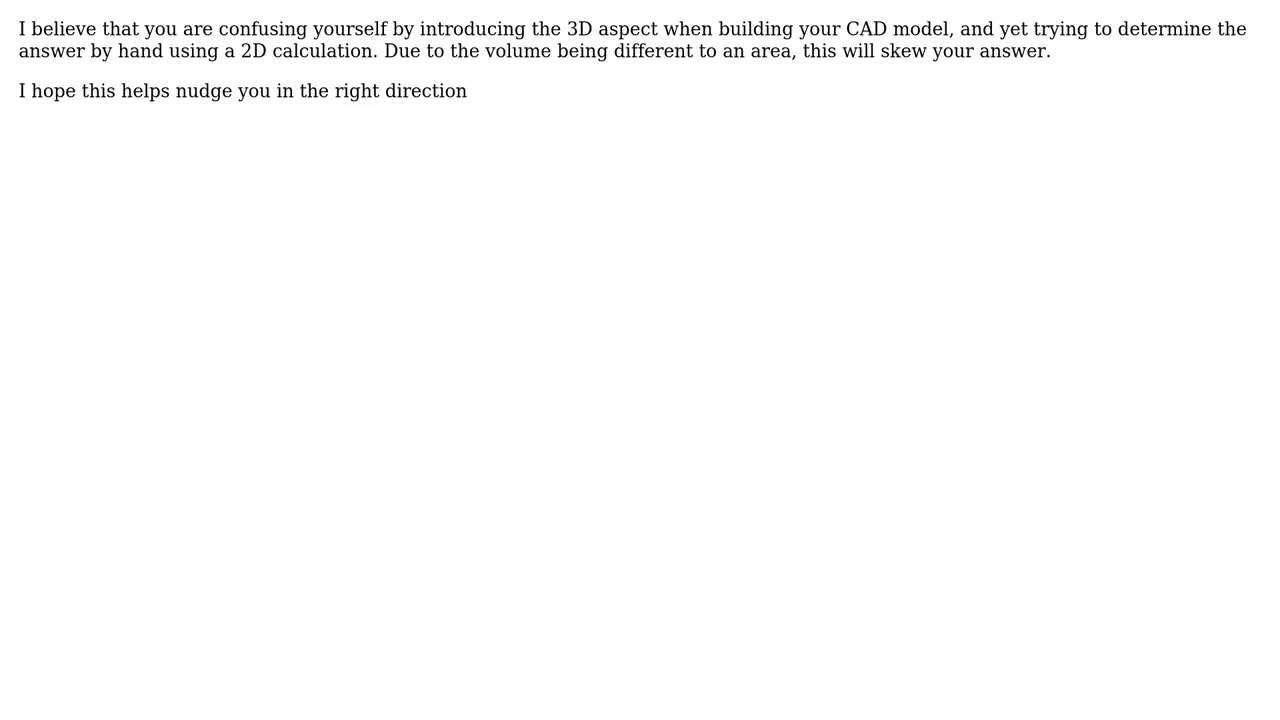 I believe that you are confusing yourself by introducing the 3D aspect when building your CAD model, and yet trying to determine the
answer by hand using a 2D calculation. Due to the volume being different to an area, this will skew your answer.
I hope this helps nudge you in the right direction